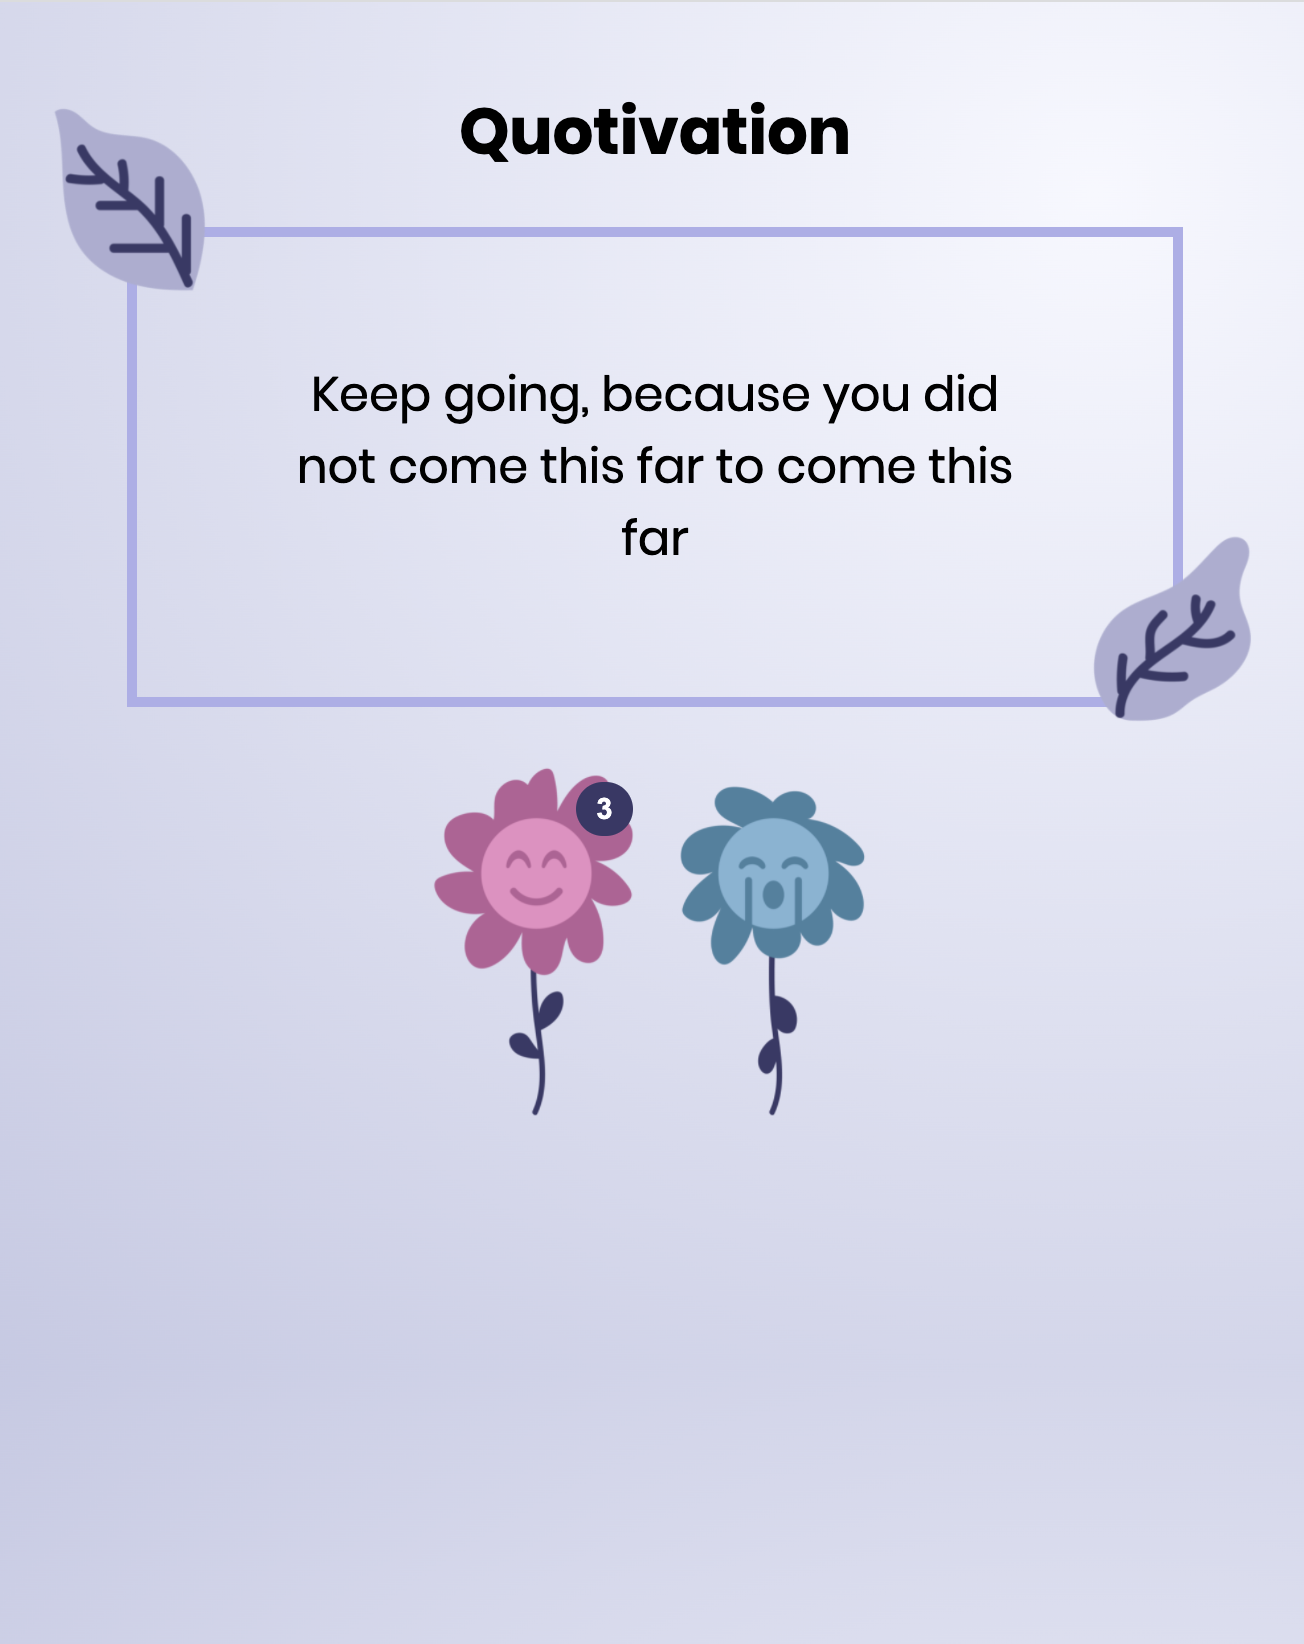 Quotivation
Keep going, because you did
not come this far to come this
far
3